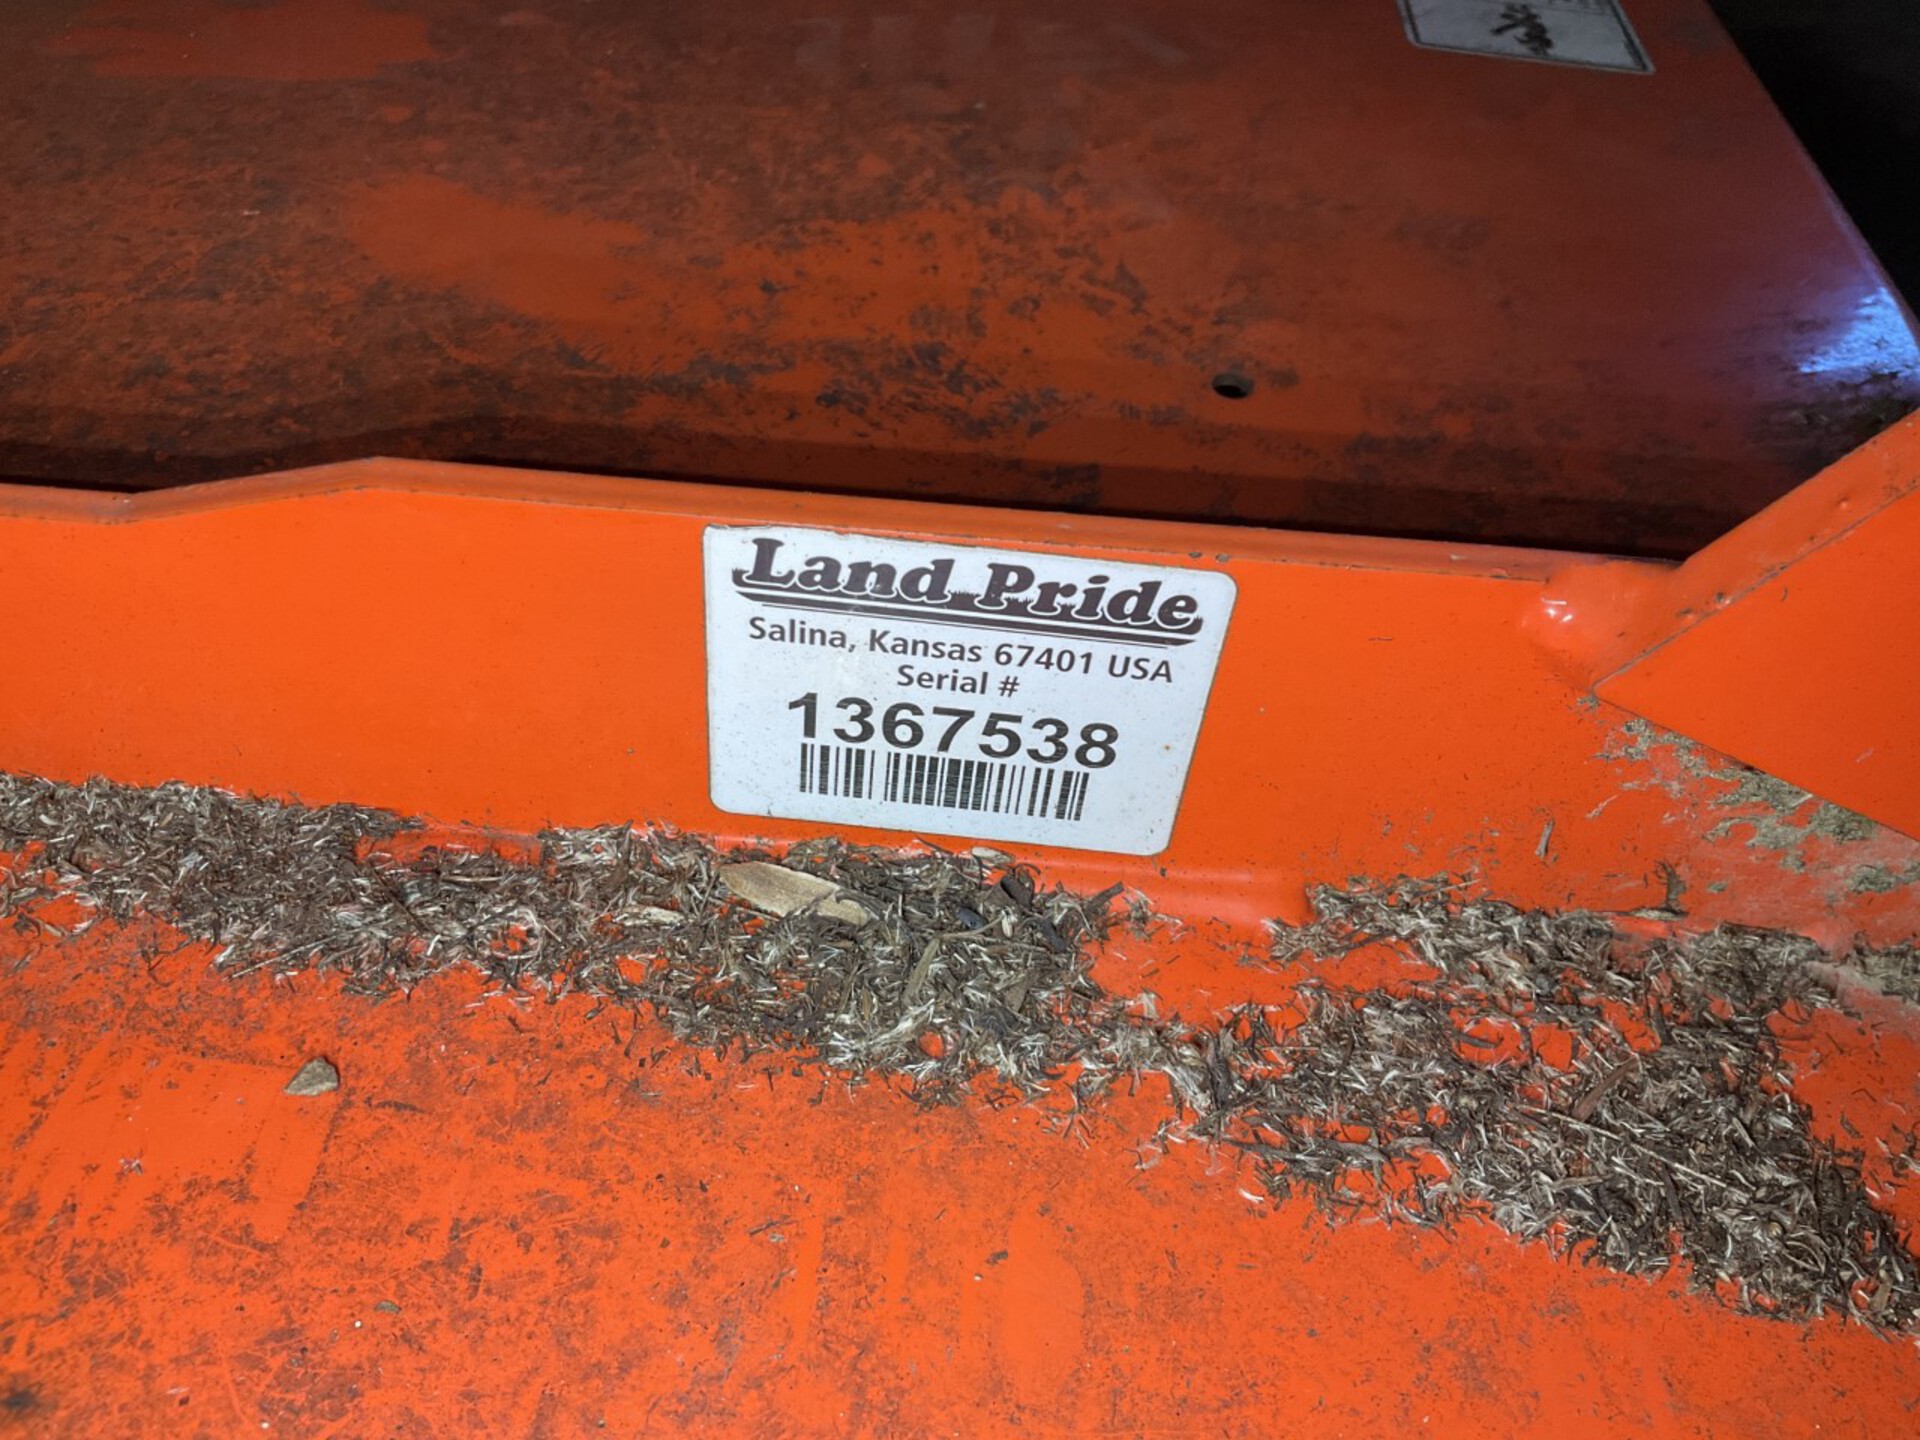 Land Pride
Salina, Kansas 67401 USA
Serial #
1367538